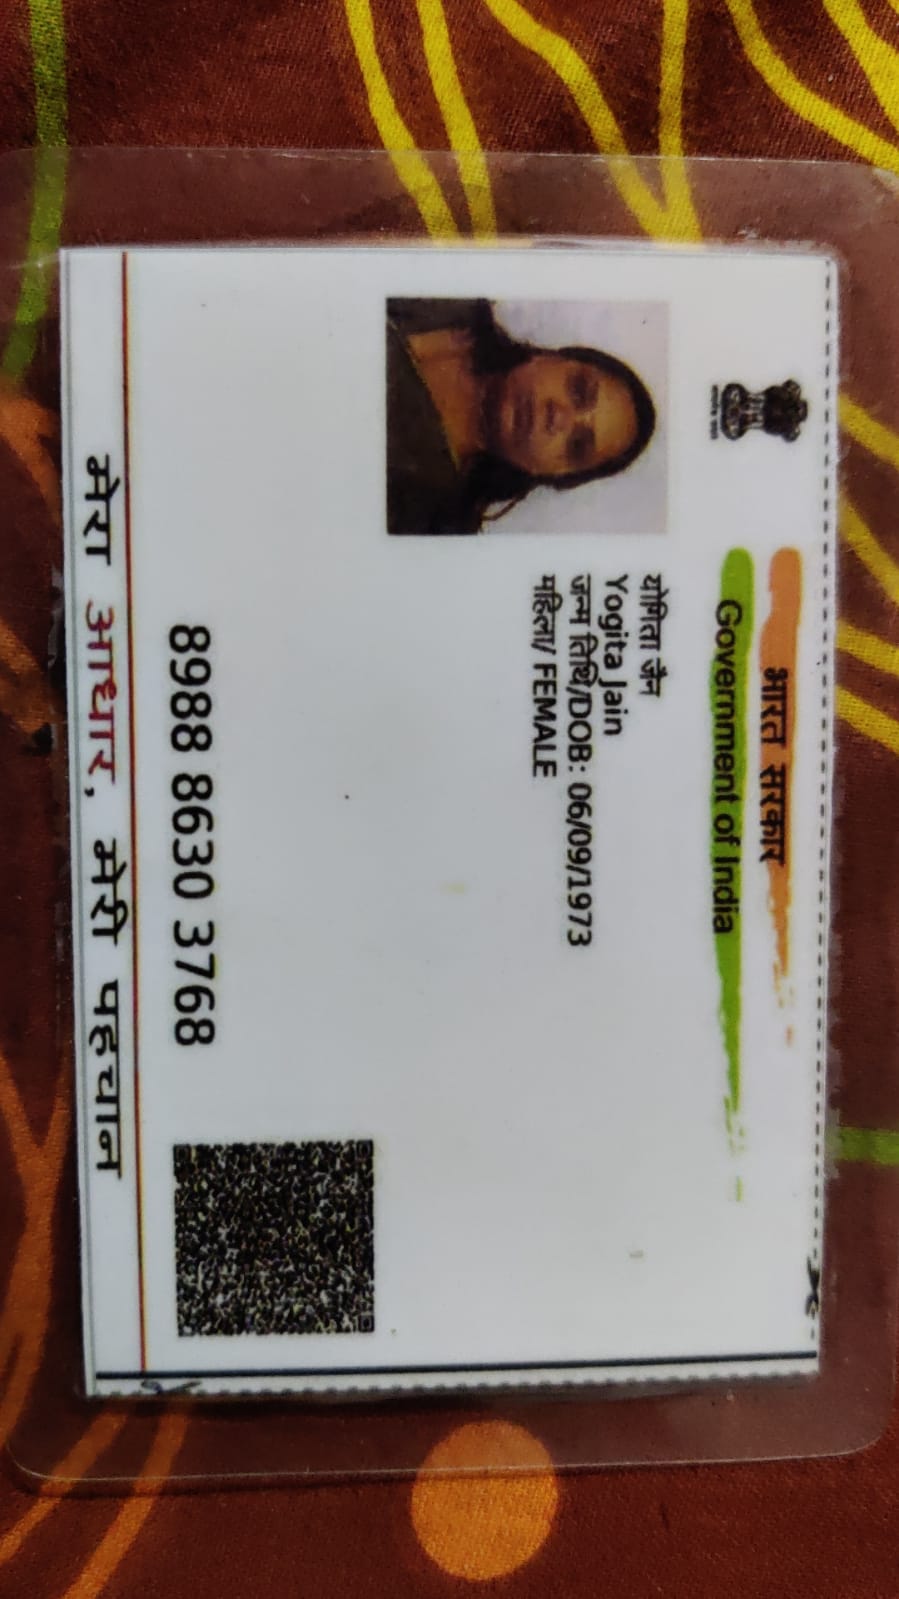 भारत सरकार
Government of India
योगिता जैन
Yogita Jain
जन्म तिथि/DOB: 06/09/1973
महिला/ FEMALE
8988 8630 3768
मेरा आधार, मेरी पहचान